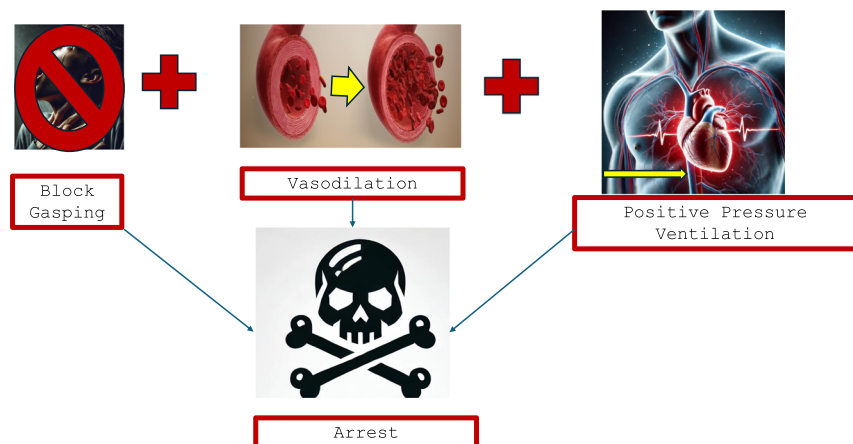 Block
Gasping
Vasodilation
Positive Pressure
Ventilation
Arrest